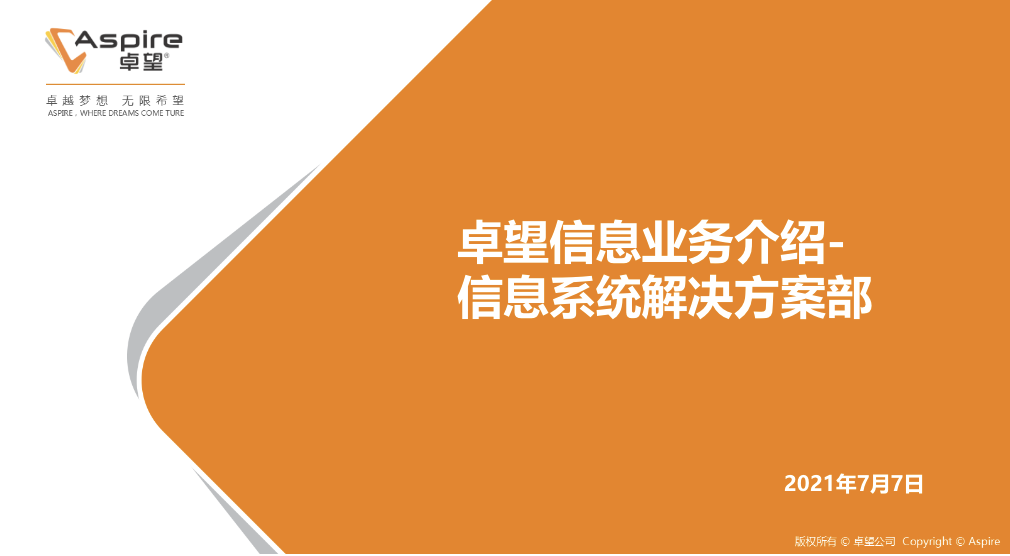 Aspire
卓望®
卓越梦想 无限希望
ASPIRE . WHERE DREAMS COME TURE
卓望信息业务介绍-
信息系统解决方案部
2021年7月7日
版权所有 © 卓望公司 Copyright © Aspire